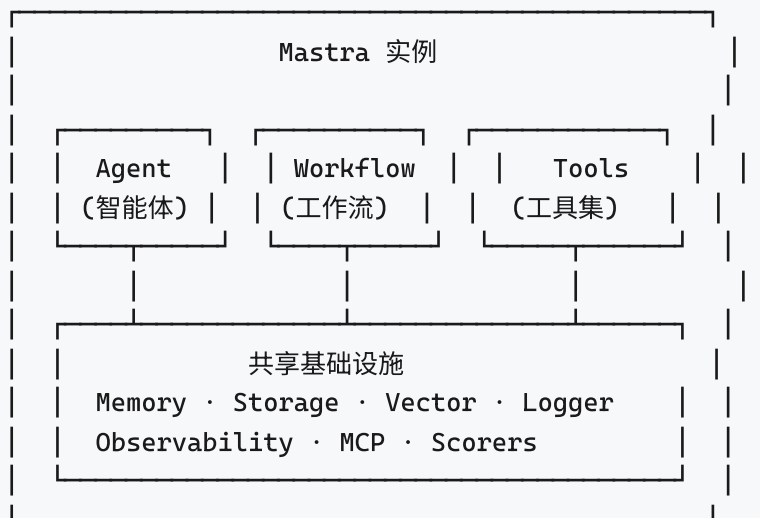 Mastra 实例
Agent Workflow Tools
(智能体) (工作流) (工具集)
共享基础设施
Memory · Storage · Vector · Logger
Observability · MCP · Scorers